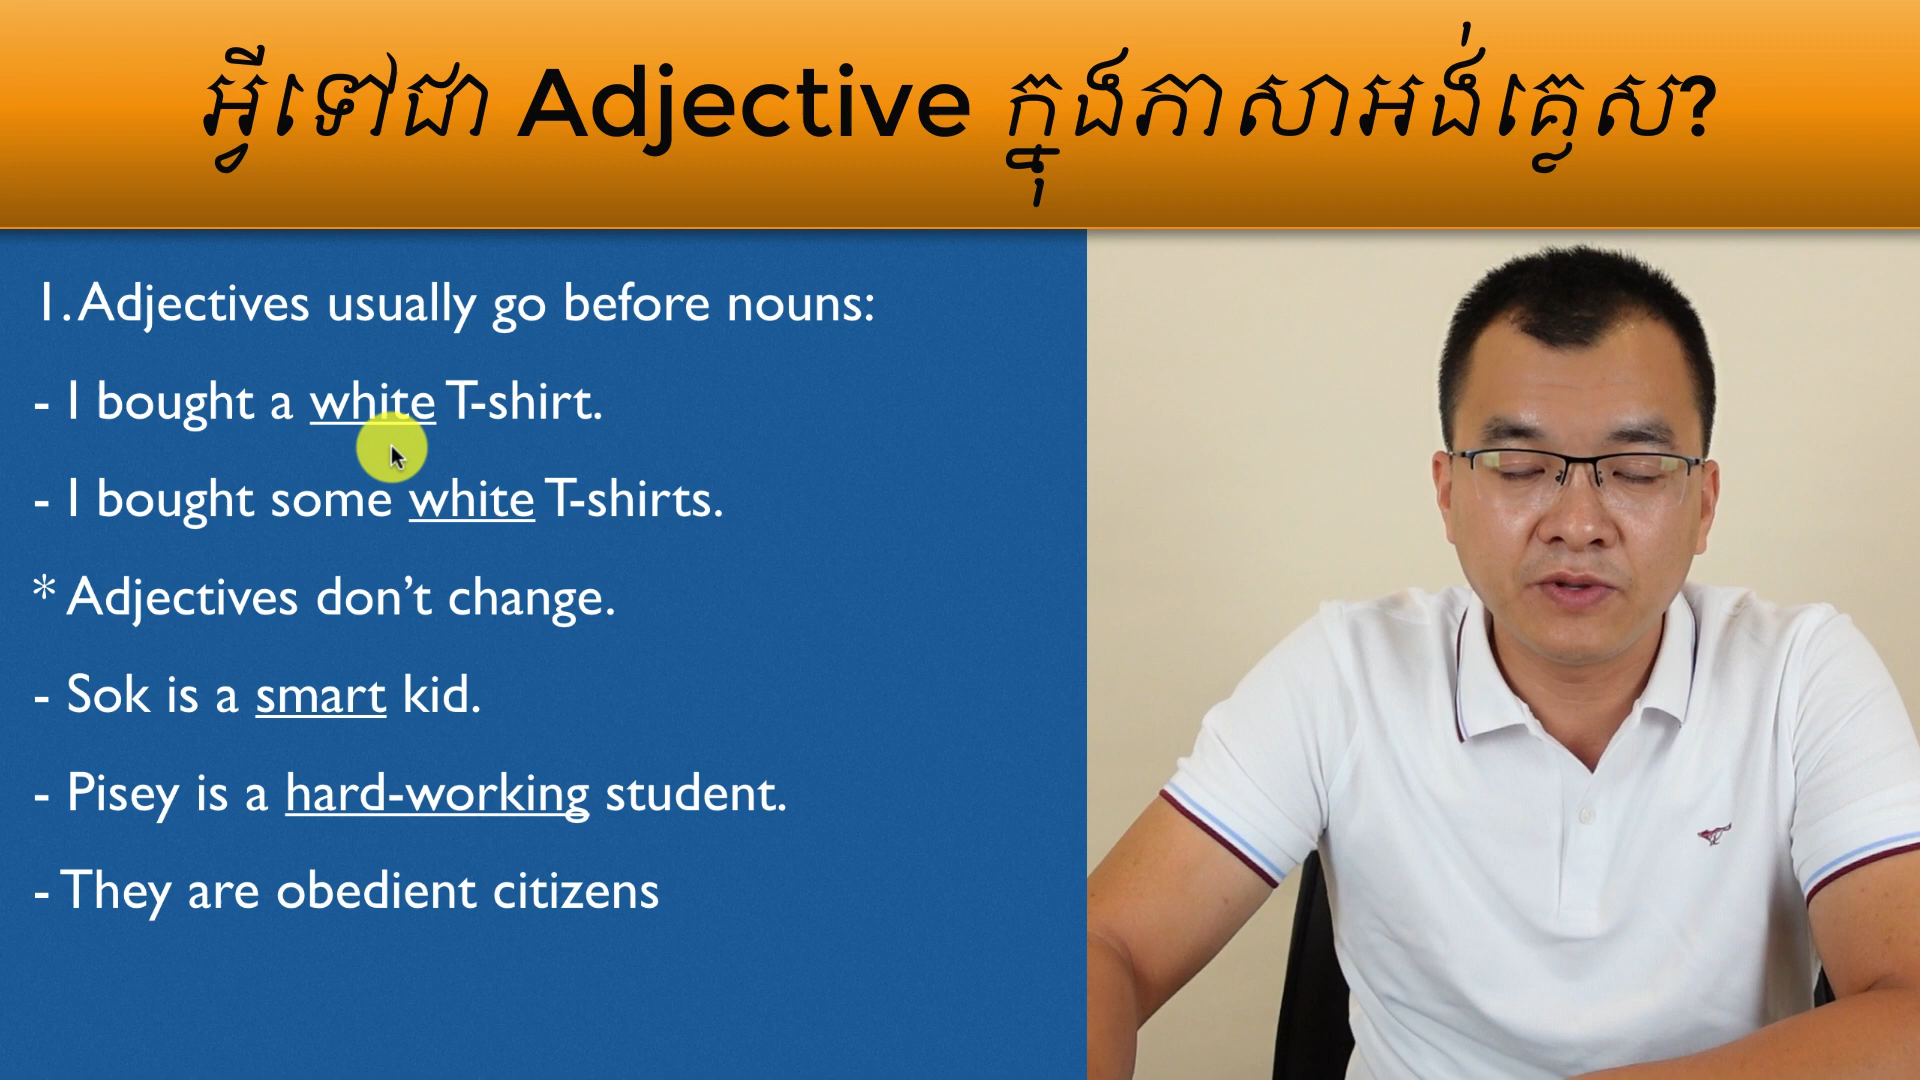 អ្វីទៅជា Adjective ក្នុងភាសាអង់គ្លេស?
1. Adjectives usually go before nouns:
- I bought a white T-shirt.
- I bought some white T-shirts.
* Adjectives don’t change.
- Sok is a smart kid.
- Pisey is a hard-working student.
- They are obedient citizens